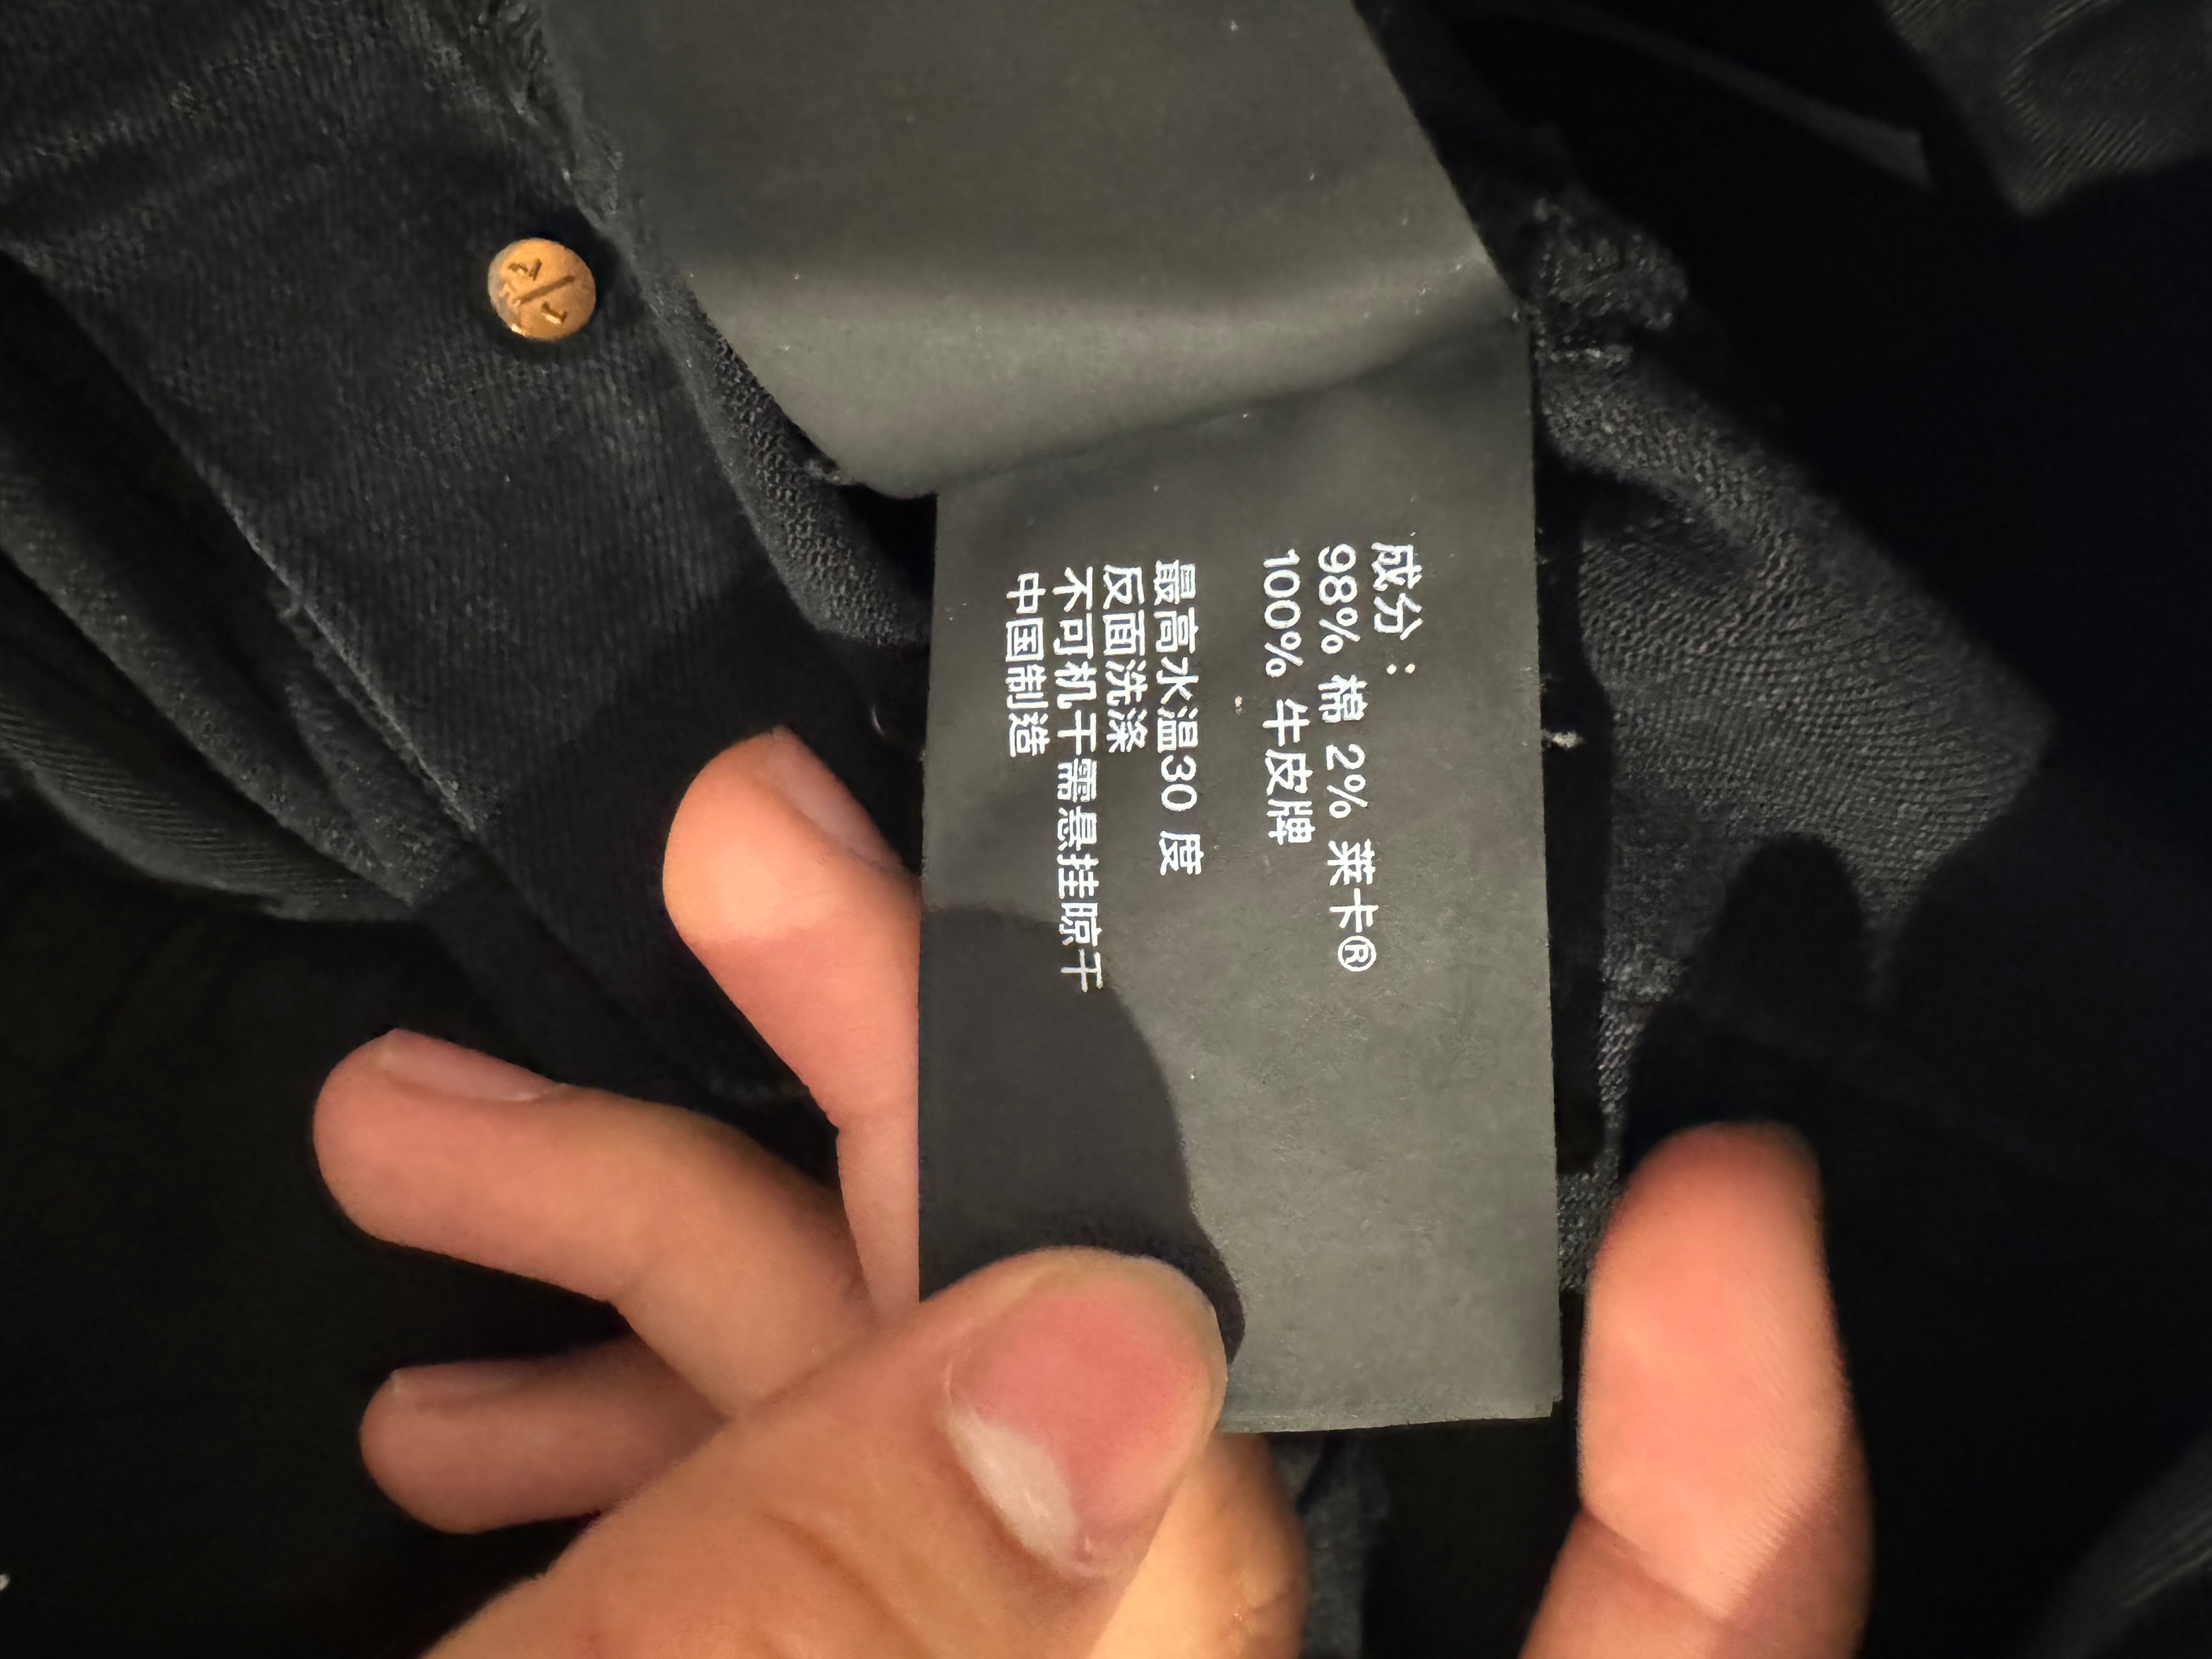 成分：
98% 棉 2% 莱卡®
100% 牛皮牌
最高水温30 度
反面洗涤
不可机干需悬挂晾干
中国制造